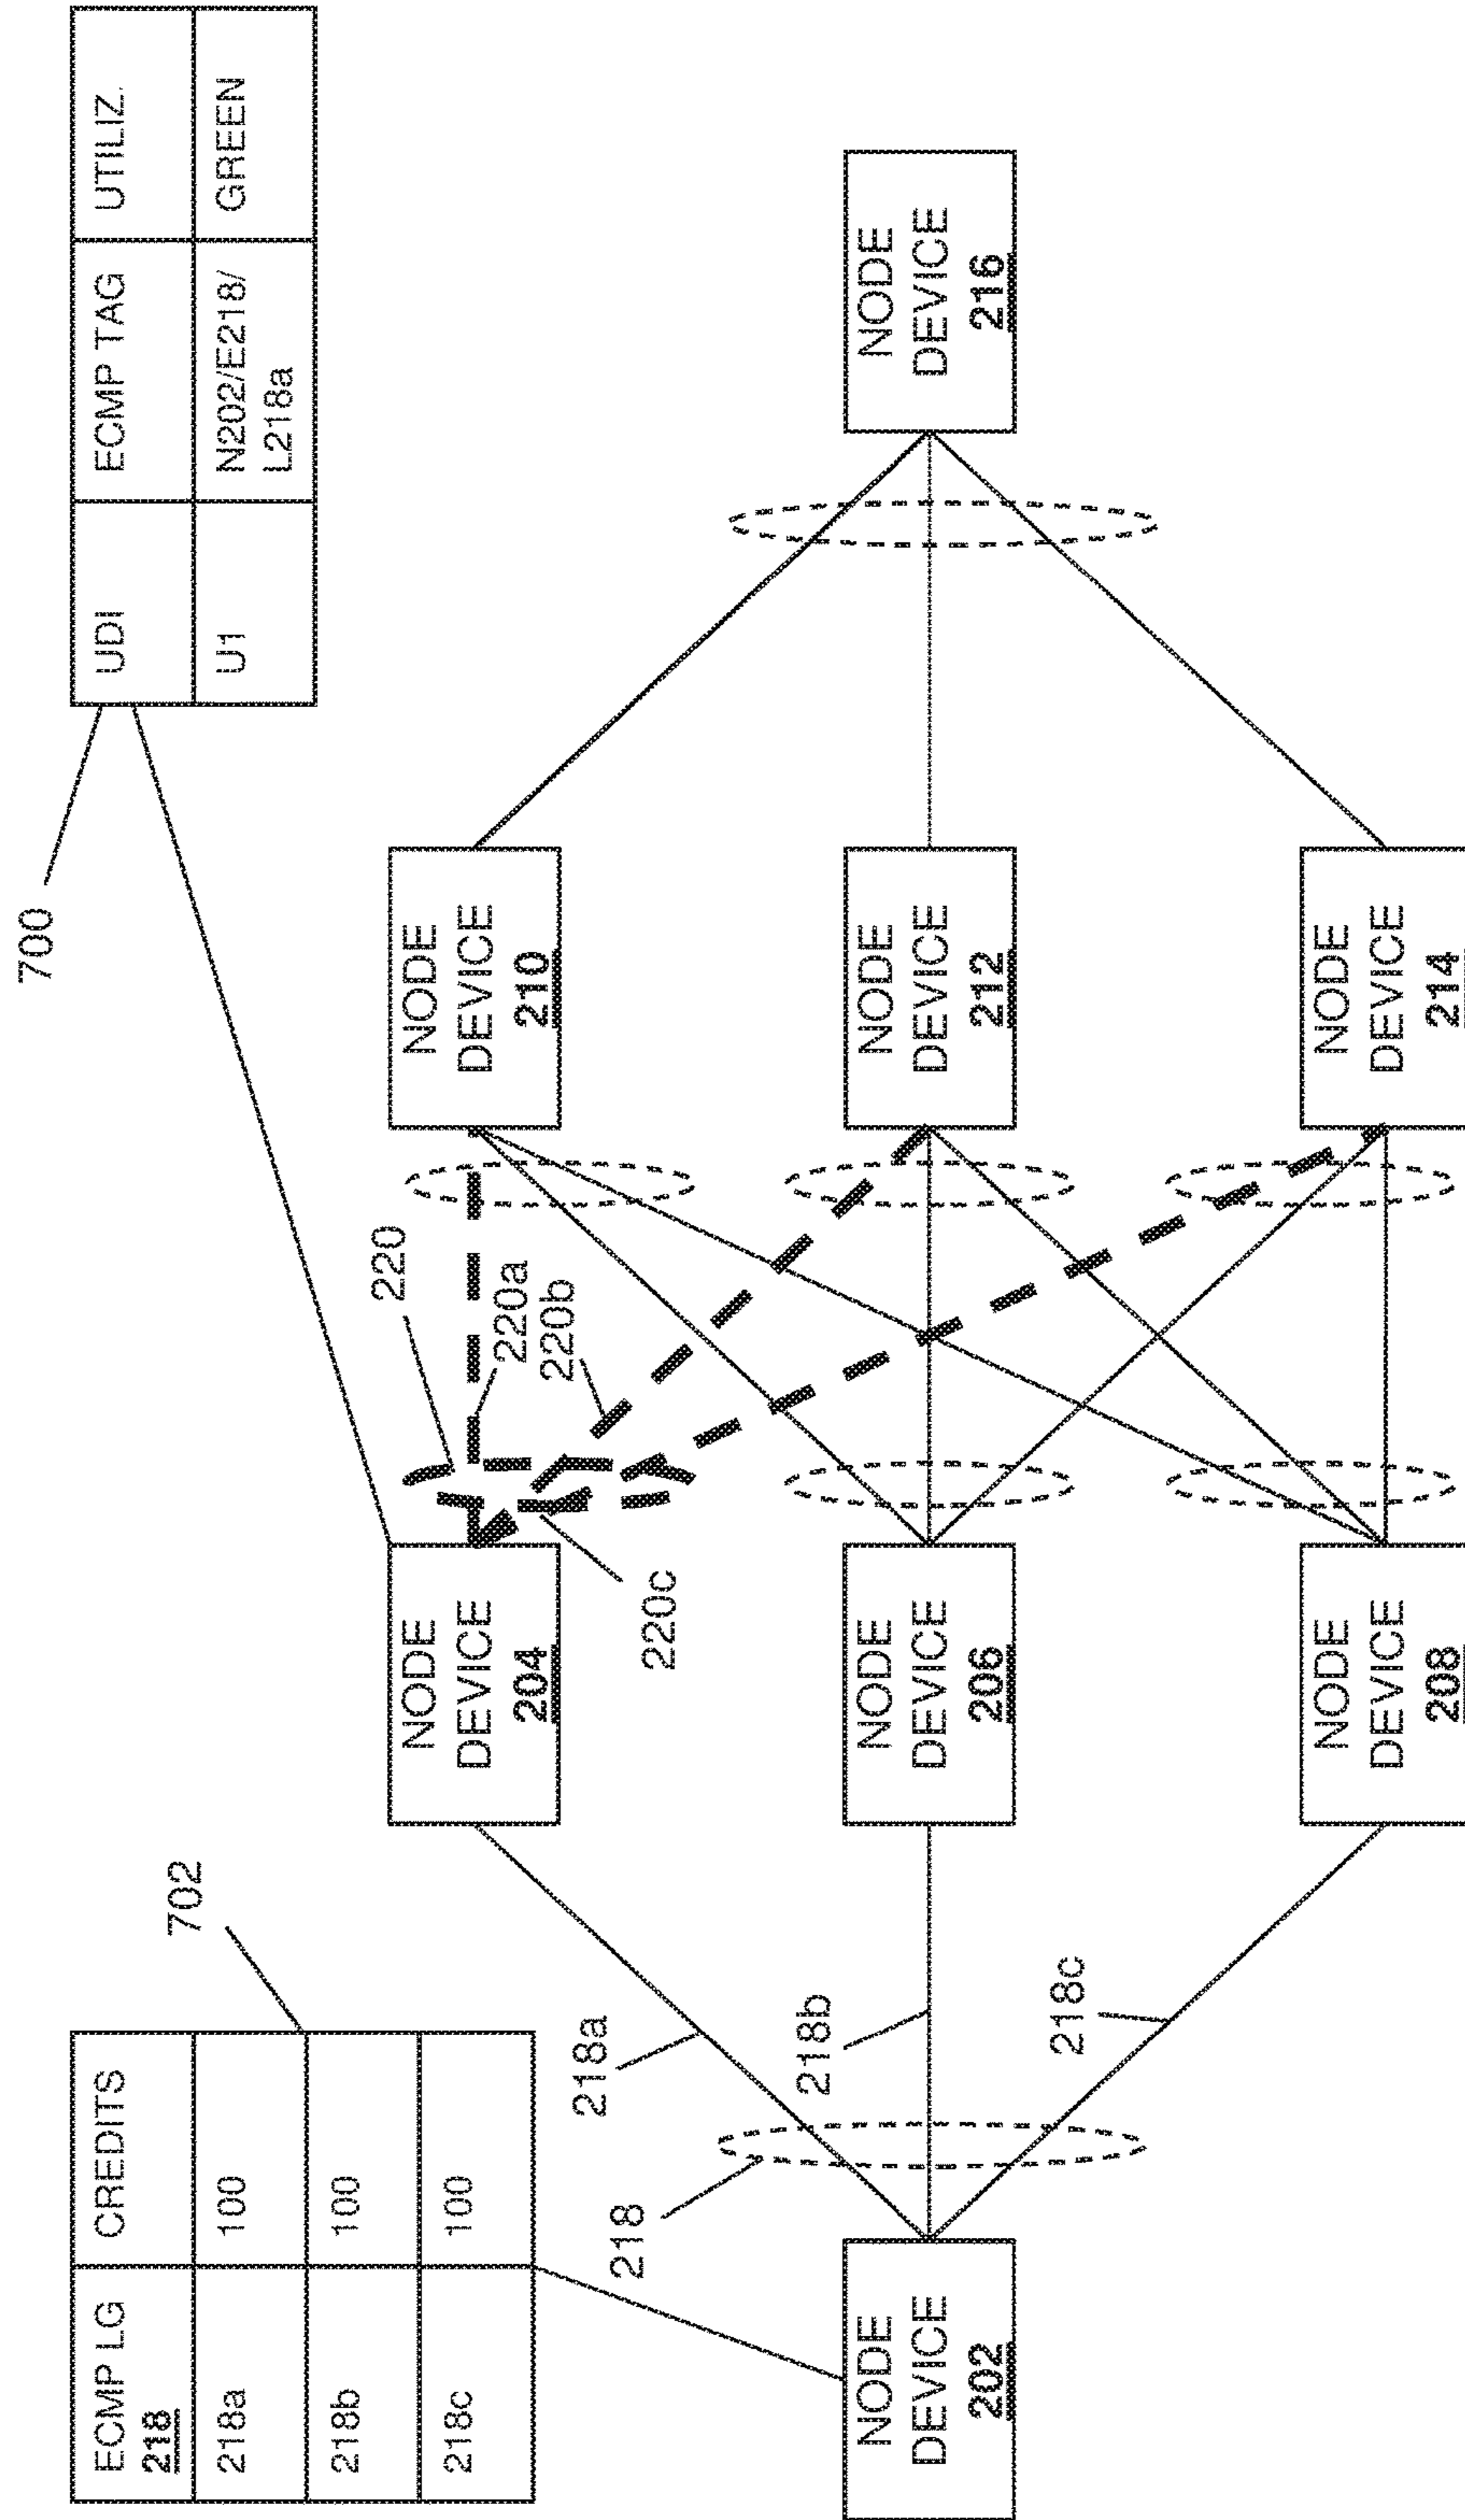 700
UDI
ECMP TAG
UTILIZ.
U1
N202/E218/
L218a
GREEN
702
ECMP LG
218
CREDITS
218a
100
218b
100
218c
100
NODE
DEVICE
202
218
218a
218b
218c
NODE
DEVICE
204
NODE
DEVICE
206
NODE
DEVICE
208
220
220a
220b
220c
NODE
DEVICE
210
NODE
DEVICE
212
NODE
DEVICE
214
NODE
DEVICE
216